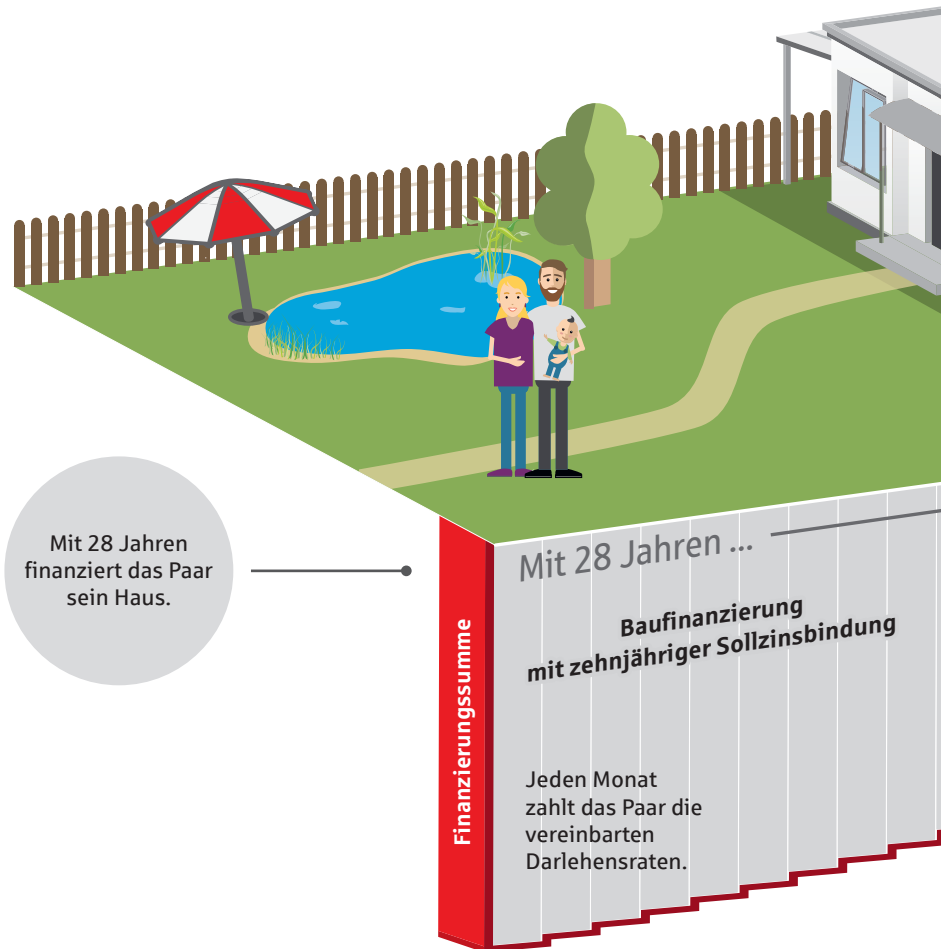 Mit 28 Jahren
finanziert das Paar
sein Haus.
Finanzierungssumme
Mit 28 Jahren ...
Baufinanzierung
mit zehnjähriger Sollzinsbindung
Jeden Monat
zahlt das Paar die
vereinbarten
Darlehensraten.